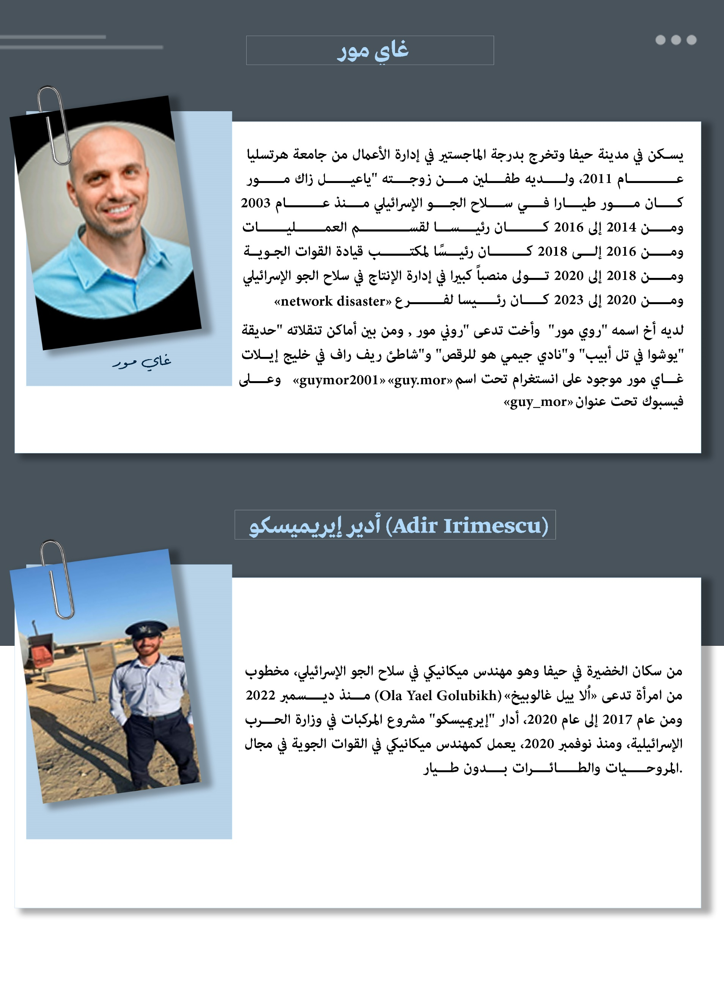 غاي مور
يسكن في مدينة حيفا وتخرج بدرجة الماجستير في إدارة الأعمال من جامعة هرتسليا
عام 2011، ولديه طفلين من زوجته "ياعيل زاك مور
كان مور طيارا في سلاح الجو الإسرائيلي منذ عام 2003
ومن 2014 إلى 2016 كان رئيسا لقسم العمليات
ومن 2016 إلى 2018 كان رئيسًا لمكتب قيادة القوات الجوية
ومن 2018 إلى 2020 تولى منصباً كبيرا في إدارة الإنتاج في سلاح الجو الإسرائيلي
ومن 2020 إلى 2023 كان رئيسا لفرع «network disaster»
لديه أخ اسمه "روي مور" وأخت تدعى "روني مور , ومن بين أماكن تنقلاته "حديقة
"يوشوا في تل أبيب" و"نادي جيمي هو للرقص" و"شاطئ ريف راف في خليج إيلات
غاي مور موجود على انستغرام تحت اسم «guy.mor» «guymor2001» وعلى
فيسبوك تحت عنوان «guy_mor»
غاي مور
أدير إيريميسكو (Adir Irimescu)
من سكان الخضيرة في حيفا وهو مهندس ميكانيكي في سلاح الجو الإسرائيلي، مخطوب
من امرأة تدعى «ألا ييل غالوبيخ» (Ola Yael Golubikh) منذ ديسمبر 2022
ومن عام 2017 إلى عام 2020، أدار "إيريميسكو" مشروع المركبات في وزارة الحرب
الإسرائيلية، ومنذ نوفمبر 2020، يعمل كمهندس ميكانيكي في القوات الجوية في مجال
.المروحيات والطائرات بدون طيار